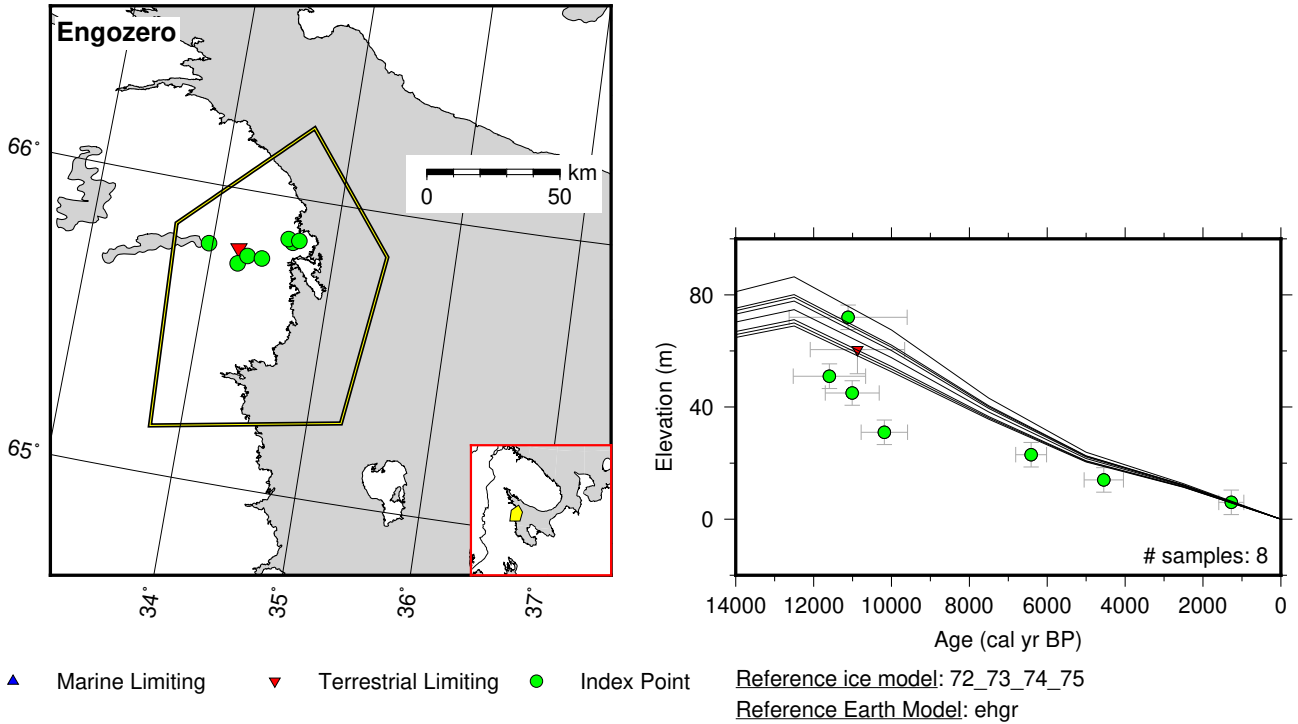 Engozero
66°
65°
km
0 50
34° 35° 36° 37°
Elevation (m)
80
40
0
# samples: 8
14000 12000 10000 8000 6000 4000 2000 0
Age (cal yr BP)
Marine Limiting Terrestrial Limiting Index Point
Reference ice model: 72_73_74_75
Reference Earth Model: ehgr